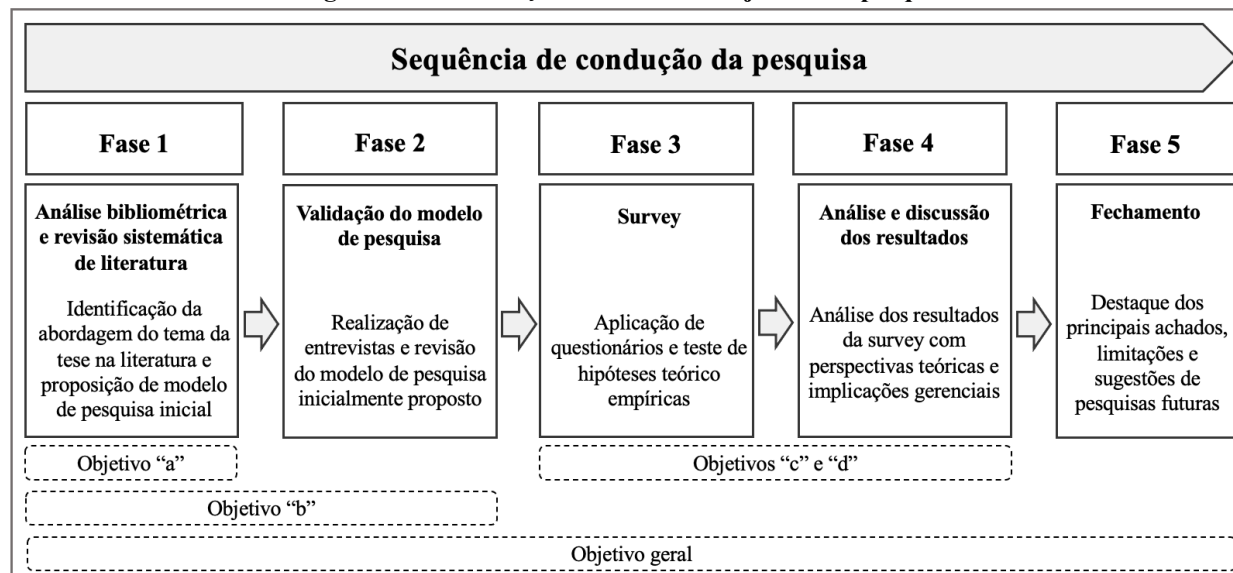 Sequência de condução da pesquisa
Fase 1
Fase 2
Fase 3
Fase 4
Fase 5
Análise bibliométrica
e revisão sistemática
de literatura
Identificação da
abordagem do tema da
tese na literatura e
proposição de modelo
de pesquisa inicial
Validação do modelo
de pesquisa
Realização de
entrevistas e revisão
do modelo de pesquisa
inicialmente proposto
Survey
Aplicação de
questionários e teste de
hipóteses teórico
empíricas
Análise e discussão
dos resultados
Análise dos resultados
da survey com
perspectivas teóricas e
implicações gerenciais
Fechamento
Destaque dos
principais achados,
limitações e
sugestões de
pesquisas futuras
Objetivo “a”
Objetivos “c” e “d”
Objetivo “b”
Objetivo geral